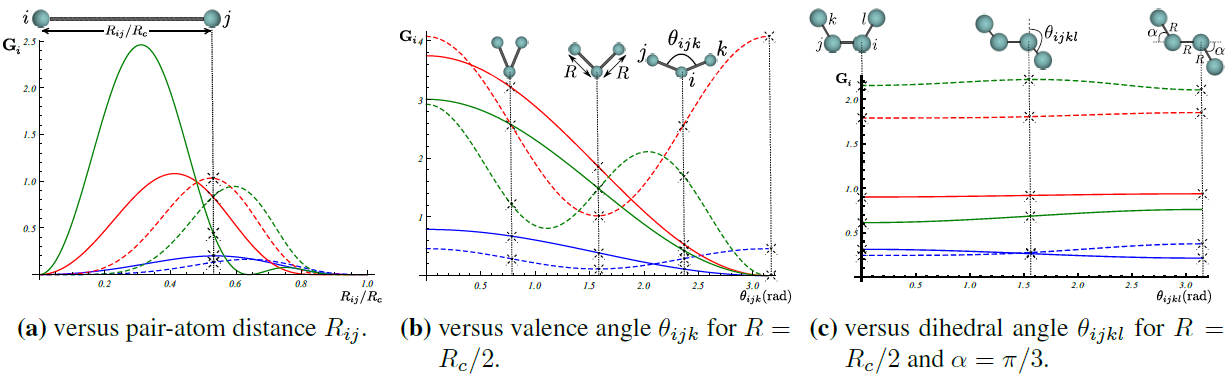 i
j
R_ij/R_c
G_i
2.5
2.0
1.5
1.0
0.5
0.2
0.4
0.6
0.8
1.0
R_ij/R_c
(a) versus pair-atom distance R_ij.
G_i
4
3
2
1
R
R
j
θ_ijk
k
i
0.5
1.0
1.5
2.0
2.5
3.0
θ_ijk(rad)
(b) versus valence angle θ_ijk for R =
R_c/2.
k
l
j
i
θ_ijkl
α
R
R
R
α
G_i
2.0
1.5
1.0
0.5
0.5
1.0
1.5
2.0
2.5
3.0
θ_ijkl(rad)
(c) versus dihedral angle θ_ijkl for R =
R_c/2 and α = π/3.